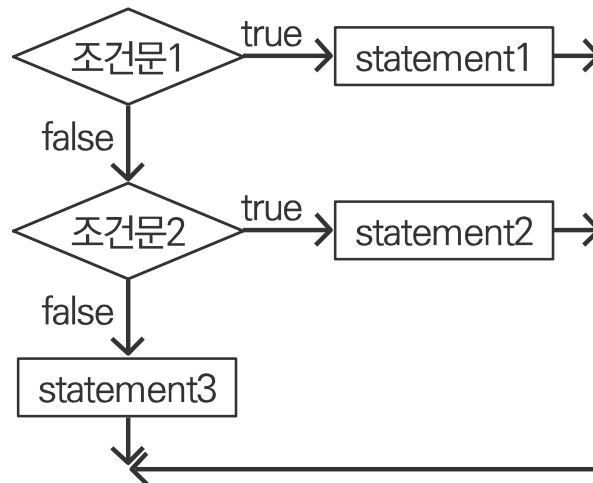 조건문1
true
statement1
false
조건문2
true
statement2
false
statement3